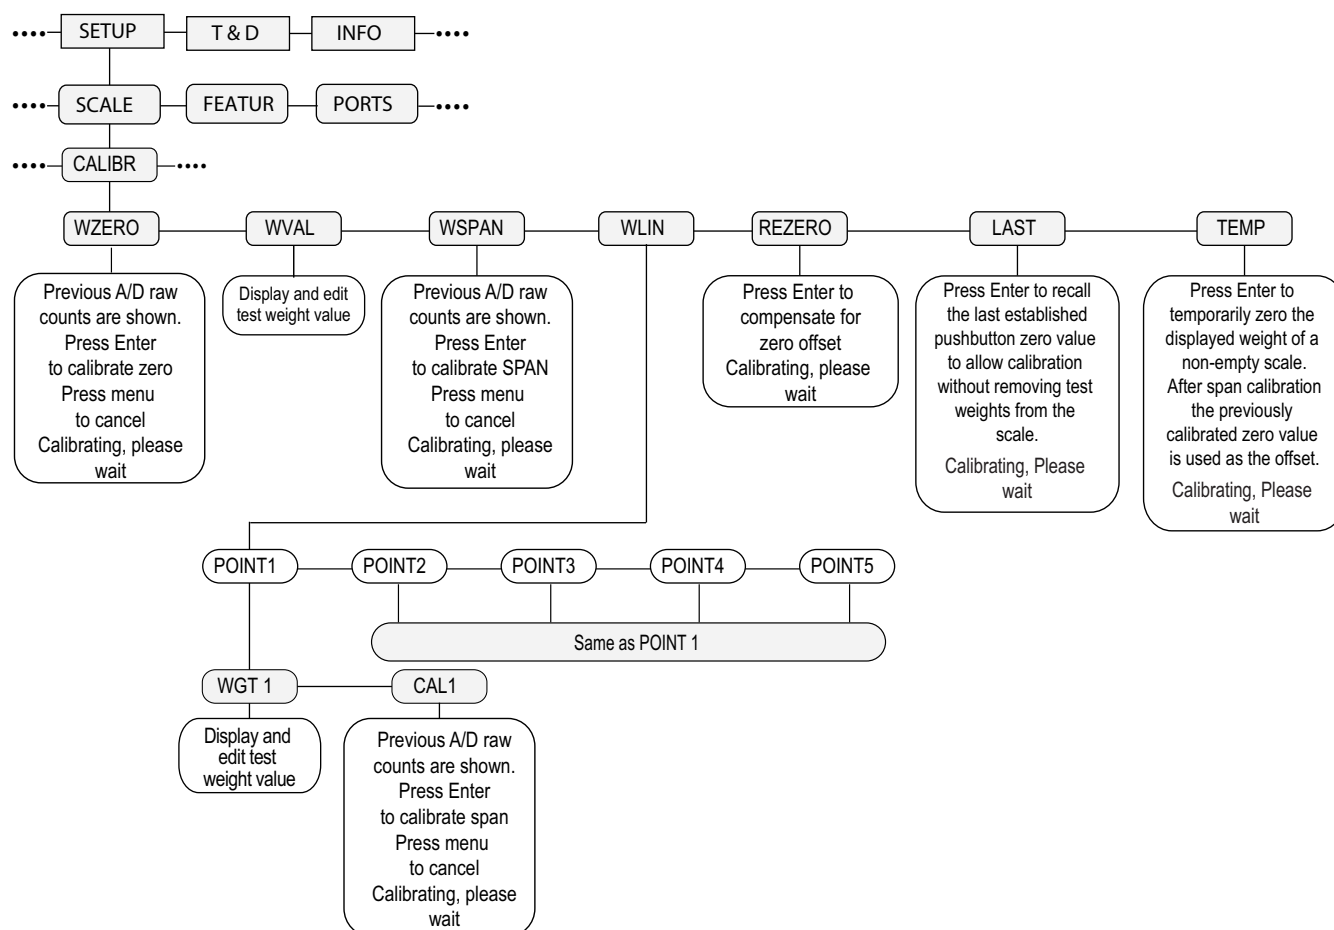 •••• SETUP T & D INFO ••••
•••• SCALE FEATUR PORTS ••••
•••• CALIBR ••••
WZERO WVAL WSPAN WLIN REZERO LAST TEMP
Previous A/D raw
counts are shown.
Press Enter
to calibrate zero
Press menu
to cancel
Calibrating, please
wait
Display and edit
test weight value
Previous A/D raw
counts are shown.
Press Enter
to calibrate SPAN
Press menu
to cancel
Calibrating, please
wait
Press Enter to
compensate for
zero offset
Calibrating, please
wait
Press Enter to recall
the last established
pushbutton zero value
to allow calibration
without removing test
weights from the
scale.
Calibrating, Please
wait
Press Enter to
temporarily zero the
displayed weight of a
non-empty scale.
After span calibration
the previously
calibrated zero value
is used as the offset.
Calibrating, Please
wait
POINT1 POINT2 POINT3 POINT4 POINT5
Same as POINT 1
WGT 1 CAL1
Display and
edit test
weight value
Previous A/D raw
counts are shown.
Press Enter
to calibrate span
Press menu
to cancel
Calibrating, please
wait